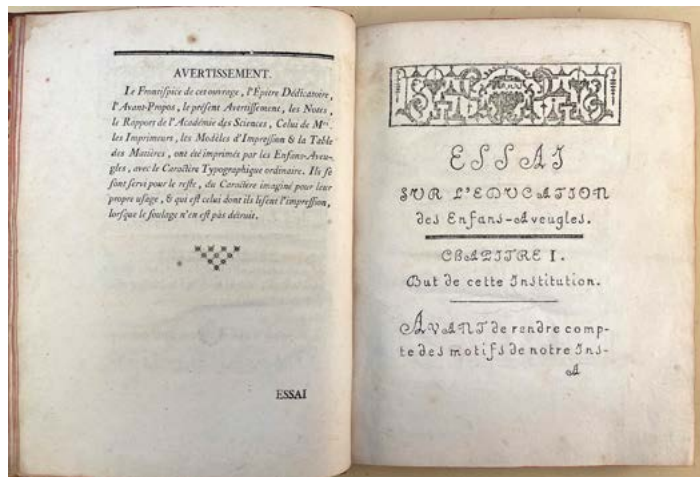 AVERTISSEMENT.
Le Frontispice de cet ouvrage, l'Epitre Dédicatoire,
l'Avant-Propos, le présent Avertissement, les Notes,
le Rapport de l'Académie des Sciences, Celui de Mrs.
les Imprimeurs, les Modèles d'Impression & la Table
des Matières, ont été imprimés par les Enfans-Aveu-
gles, avec le Caractère Typographique ordinaire. Ils se
sont servi pour le reste, du Caractère imaginé pour leur
propre usage, & qui est celui dont ils lisent l'impression,
lorsque le foulage n'en est pas détruit.
ESSAI
ESSAI
SUR L'EDUCATION
des Enfans-Aveugles.
CHAPITRE I.
But de cette Institution.
AVANT de rendre comp-
te des motifs de notre Ins-
A